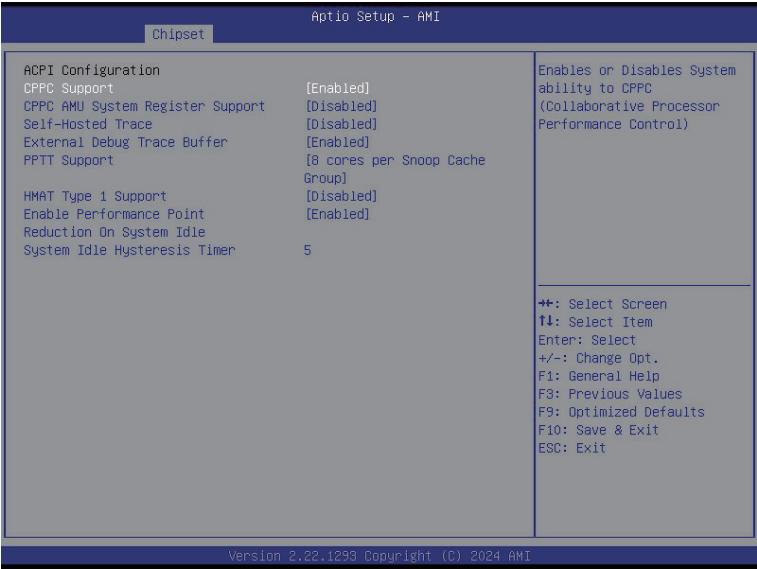 Aptio Setup – AMI
Chipset
ACPI Configuration
CPPC Support [Enabled]
CPPC AMU System Register Support [Disabled]
Self-Hosted Trace [Disabled]
External Debug Trace Buffer [Enabled]
PPTT Support [8 cores per Snoop Cache
Group]
HMAT Type 1 Support [Disabled]
Enable Performance Point [Enabled]
Reduction On System Idle
System Idle Hysteresis Timer 5
Enables or Disables System
ability to CPPC
(Collaborative Processor
Performance Control)
→←: Select Screen
↑↓: Select Item
Enter: Select
+/-: Change Opt.
F1: General Help
F3: Previous Values
F9: Optimized Defaults
F10: Save & Exit
ESC: Exit
Version 2.22.1293 Copyright (C) 2024 AMI